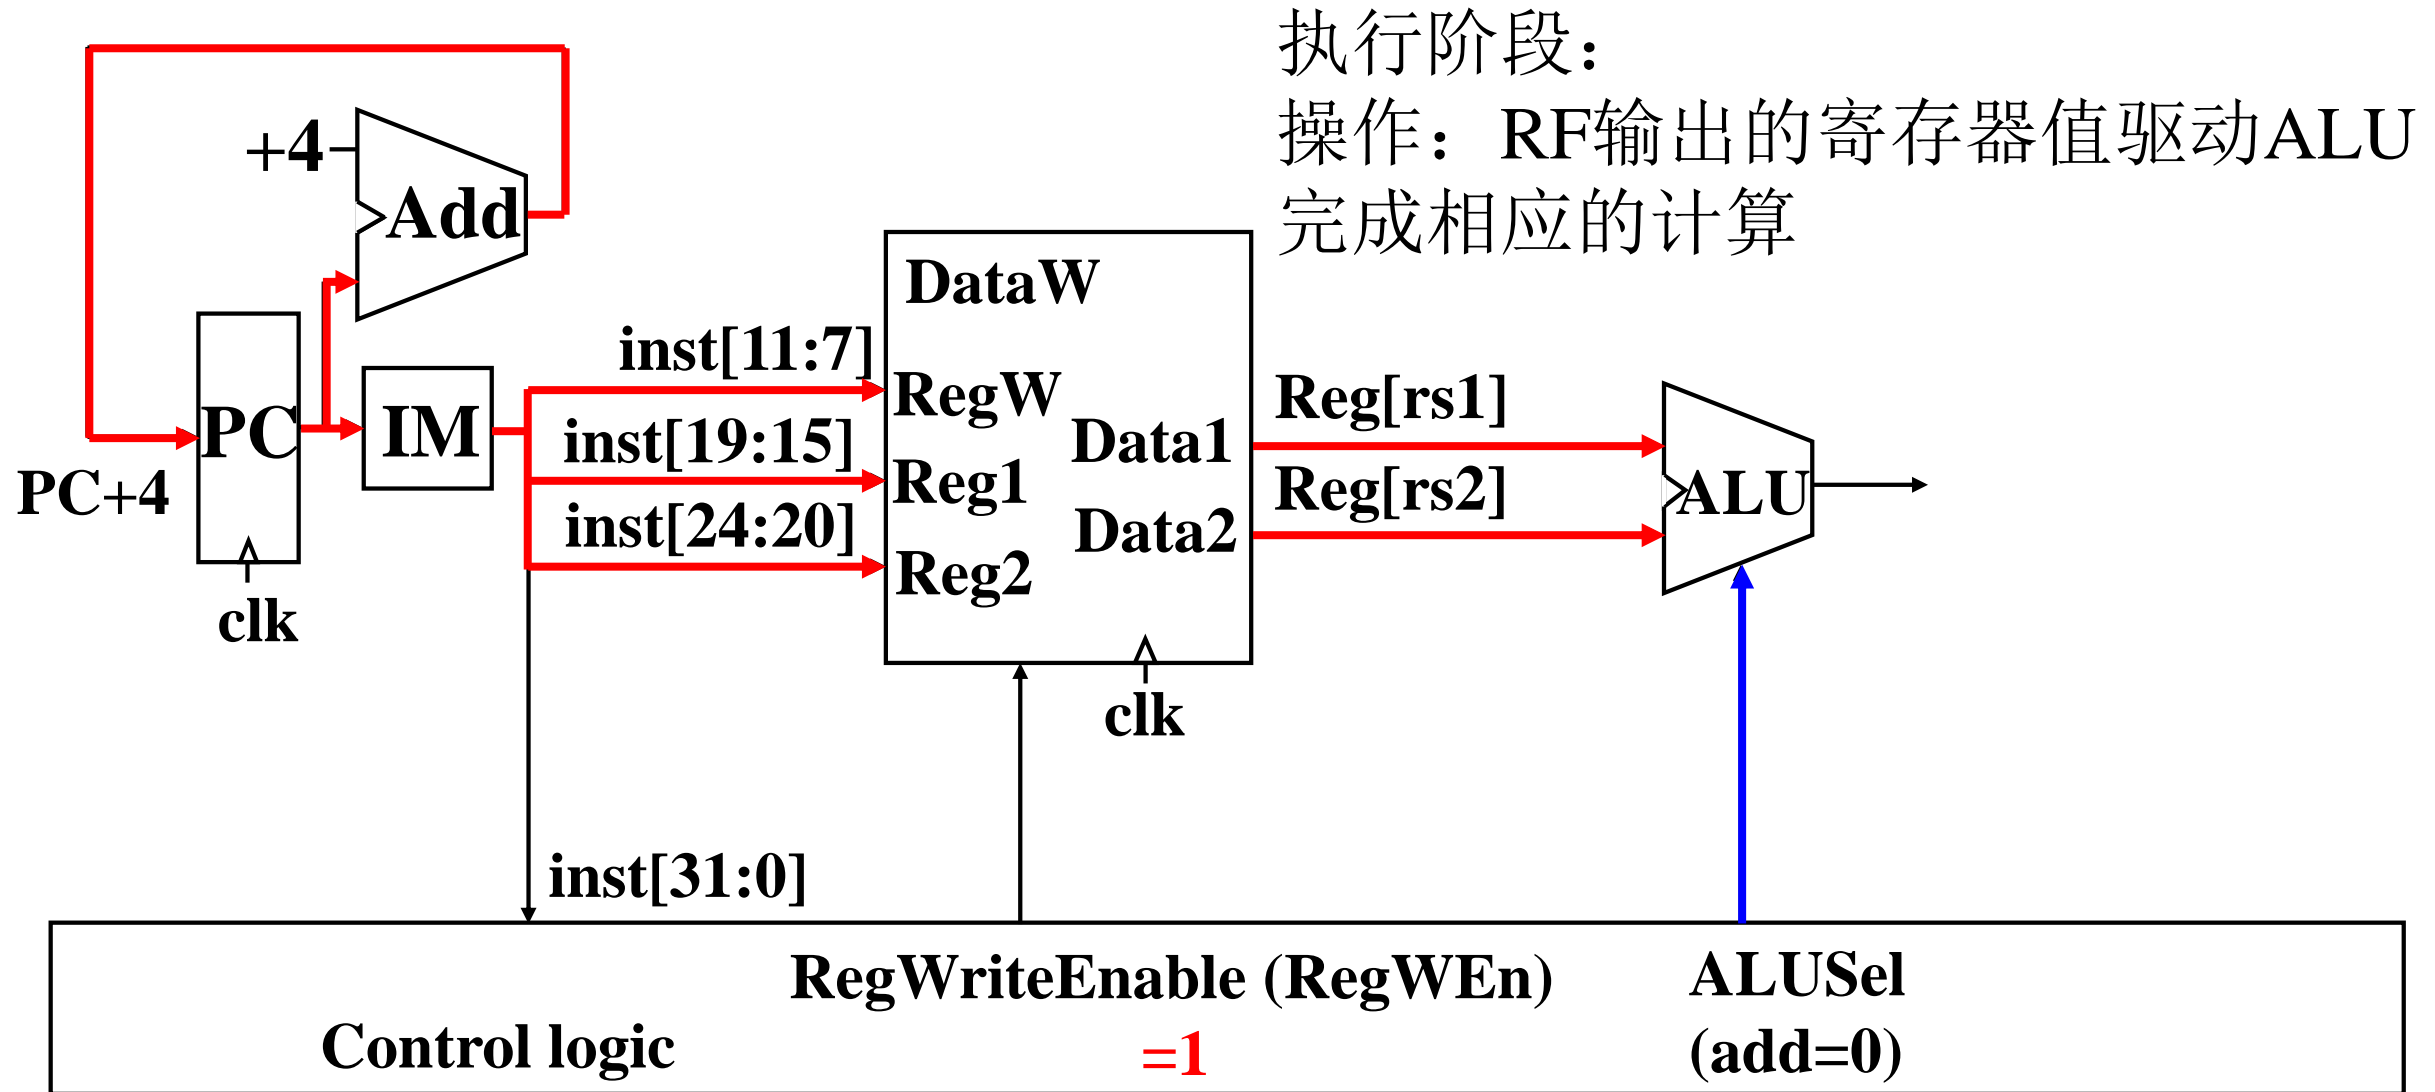 执行阶段：
操作：RF输出的寄存器值驱动ALU
完成相应的计算
+4
Add
DataW
inst[11:7]
RegW
Reg[rs1]
PC
IM
inst[19:15]
Data1
PC+4
Reg1
Reg[rs2]
ALU
inst[24:20]
Data2
Reg2
clk
clk
inst[31:0]
RegWriteEnable (RegWEn)
ALUSel
Control logic
=1
(add=0)